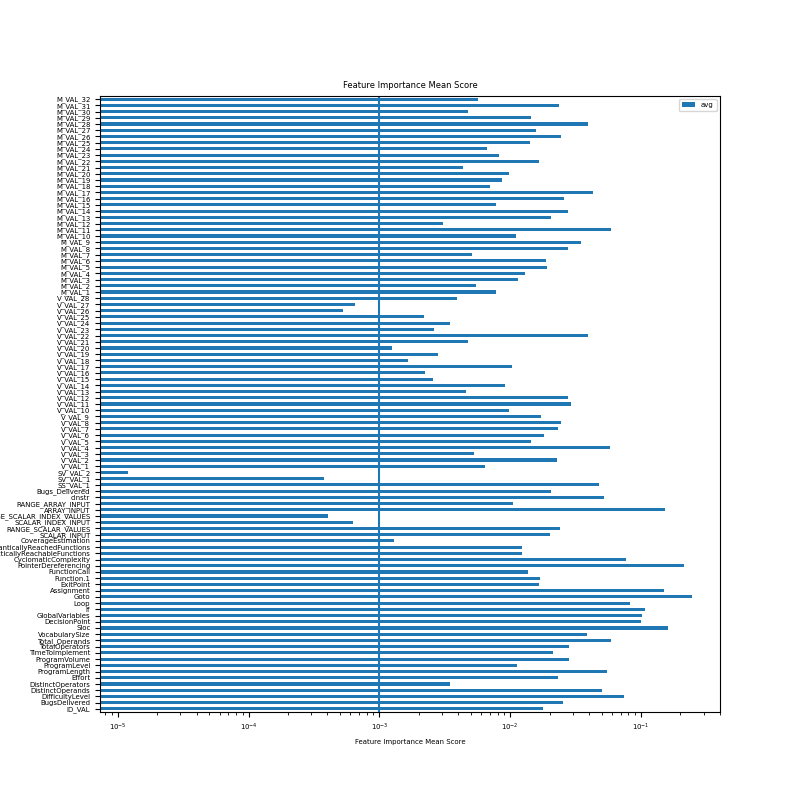 Feature Importance Mean Score
avg
M_VAL_32
M_VAL_31
M_VAL_30
M_VAL_29
M_VAL_28
M_VAL_27
M_VAL_26
M_VAL_25
M_VAL_24
M_VAL_23
M_VAL_22
M_VAL_21
M_VAL_20
M_VAL_19
M_VAL_18
M_VAL_17
M_VAL_16
M_VAL_15
M_VAL_14
M_VAL_13
M_VAL_12
M_VAL_11
M_VAL_10
M_VAL_9
M_VAL_8
M_VAL_7
M_VAL_6
M_VAL_5
M_VAL_4
M_VAL_3
M_VAL_2
M_VAL_1
V_VAL_28
V_VAL_27
V_VAL_26
V_VAL_25
V_VAL_24
V_VAL_23
V_VAL_22
V_VAL_21
V_VAL_20
V_VAL_19
V_VAL_18
V_VAL_17
V_VAL_16
V_VAL_15
V_VAL_14
V_VAL_13
V_VAL_12
V_VAL_11
V_VAL_10
V_VAL_9
V_VAL_8
V_VAL_7
V_VAL_6
V_VAL_5
V_VAL_4
V_VAL_3
V_VAL_2
V_VAL_1
SV_VAL_2
SV_VAL_1
SS_VAL_1
Bugs_Delivered
cInstr
RANGE_ARRAY_INPUT
ARRAY_INPUT
E_SCALAR_INDEX_VALUES
SCALAR_INDEX_INPUT
RANGE_SCALAR_VALUES
SCALAR_INPUT
CoverageEstimation
anticallyReachedFunctions
ticallyReachableFunctions
CyclomaticComplexity
PointerDereferencing
FunctionCall
Function.1
ExitPoint
Assignment
Goto
Loop
If
GlobalVariables
DecisionPoint
Sloc
VocabularySize
Total_Operands
TotalOperators
TimeToImplement
ProgramVolume
ProgramLevel
ProgramLength
Effort
DistinctOperators
DistinctOperands
DifficultyLevel
BugsDelivered
ID_VAL
10⁻⁵ 10⁻⁴ 10⁻³ 10⁻² 10⁻¹
Feature Importance Mean Score